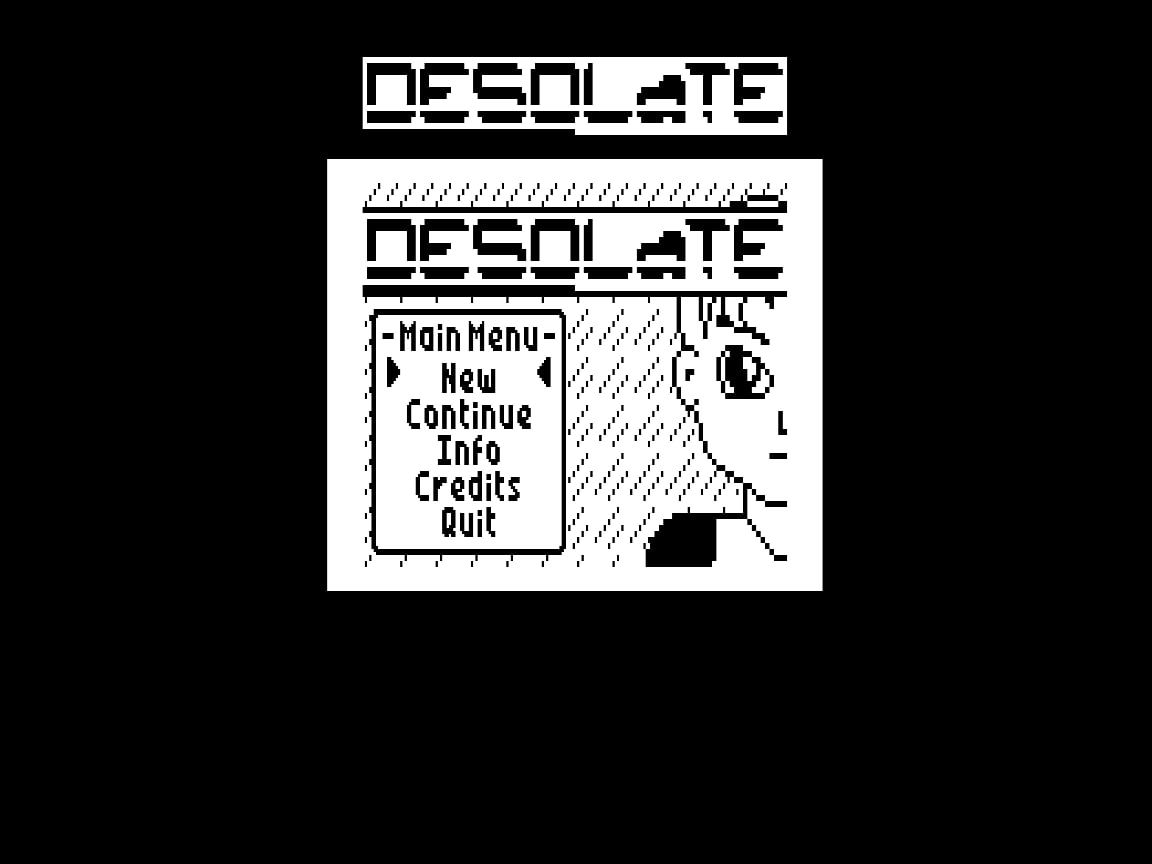 DESOLATE
DESOLATE
-Main Menu-
New
Continue
Info
Credits
Quit